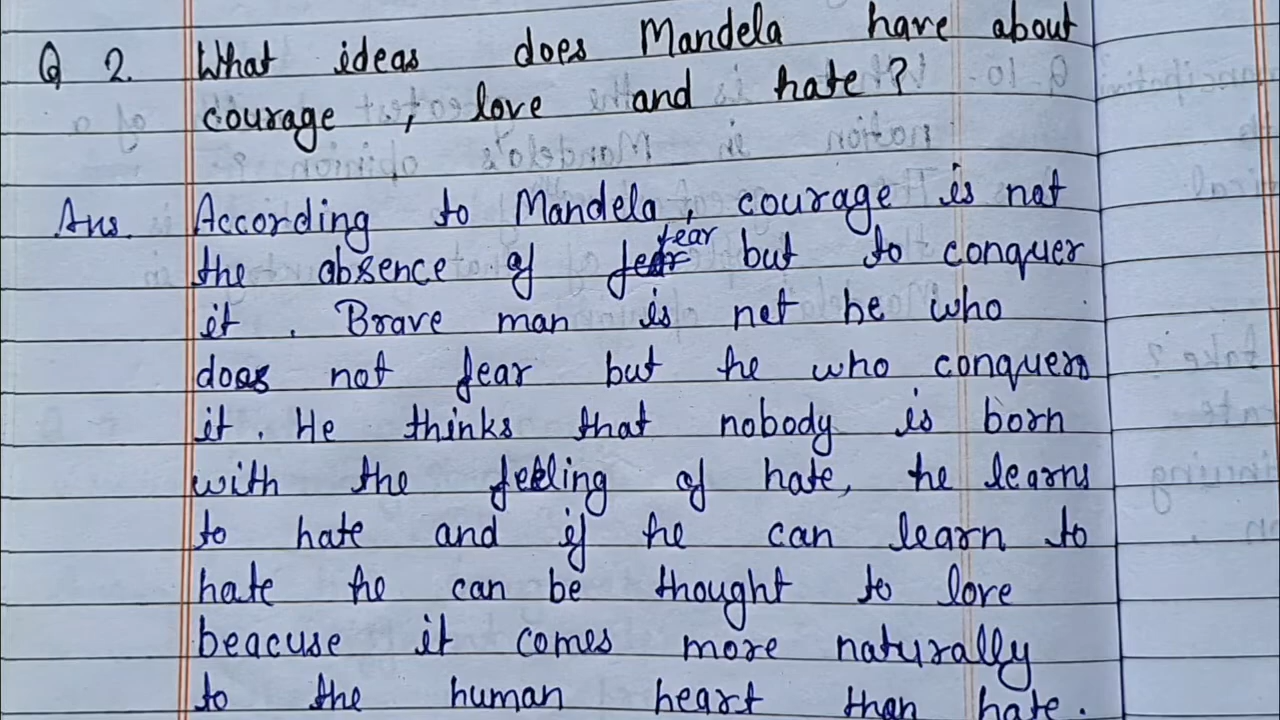 Q 2. What ideas does Mandela have about
courage, love and hate?
Ans. According to Mandela, courage is not
the absence of fear but to conquer
it. Brave man is not he who
does not fear but he who conquers
it. He thinks that nobody is born
with the feeling of hate, he learns
to hate and if he can learn to
hate he can be thought to love
beacuse it comes more naturally
to the human heart than hate.